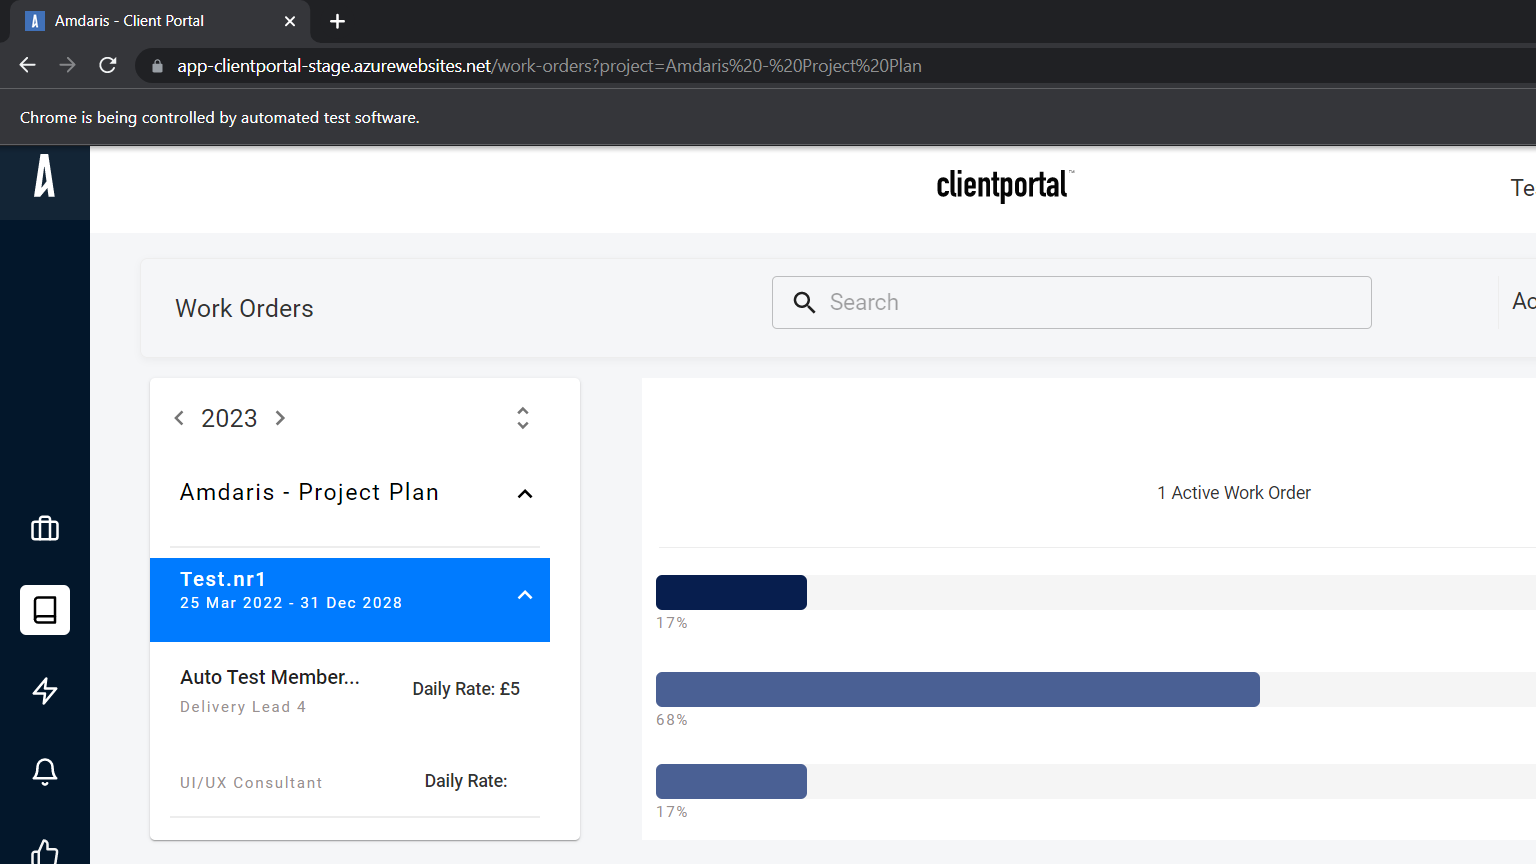 Amdaris - Client Portal
app-clientportal-stage.azurewebsites.net/work-orders?project=Amdaris%20-%20Project%20Plan
Chrome is being controlled by automated test software.
clientportal™
Te
Work Orders
Search
Ac
2023
Amdaris - Project Plan
1 Active Work Order
Test.nr1
25 Mar 2022 - 31 Dec 2028
17%
Auto Test Member...
Daily Rate: £5
Delivery Lead 4
68%
UI/UX Consultant
Daily Rate:
17%